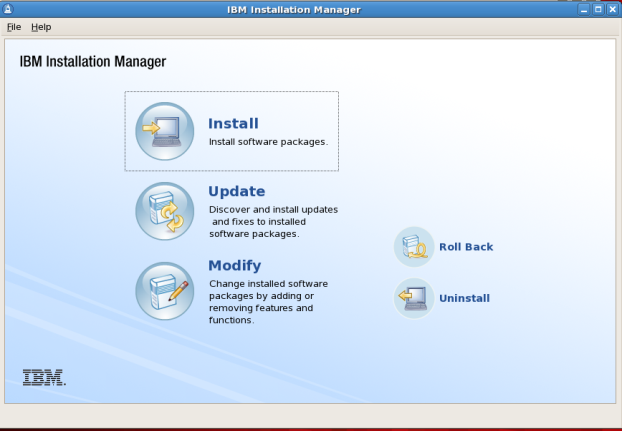 IBM Installation Manager
File Help
IBM Installation Manager
Install
Install software packages.
Update
Discover and install updates
and fixes to installed
software packages.
Modify
Change installed software
packages by adding or
removing features and
functions.
Roll Back
Uninstall
IBM.